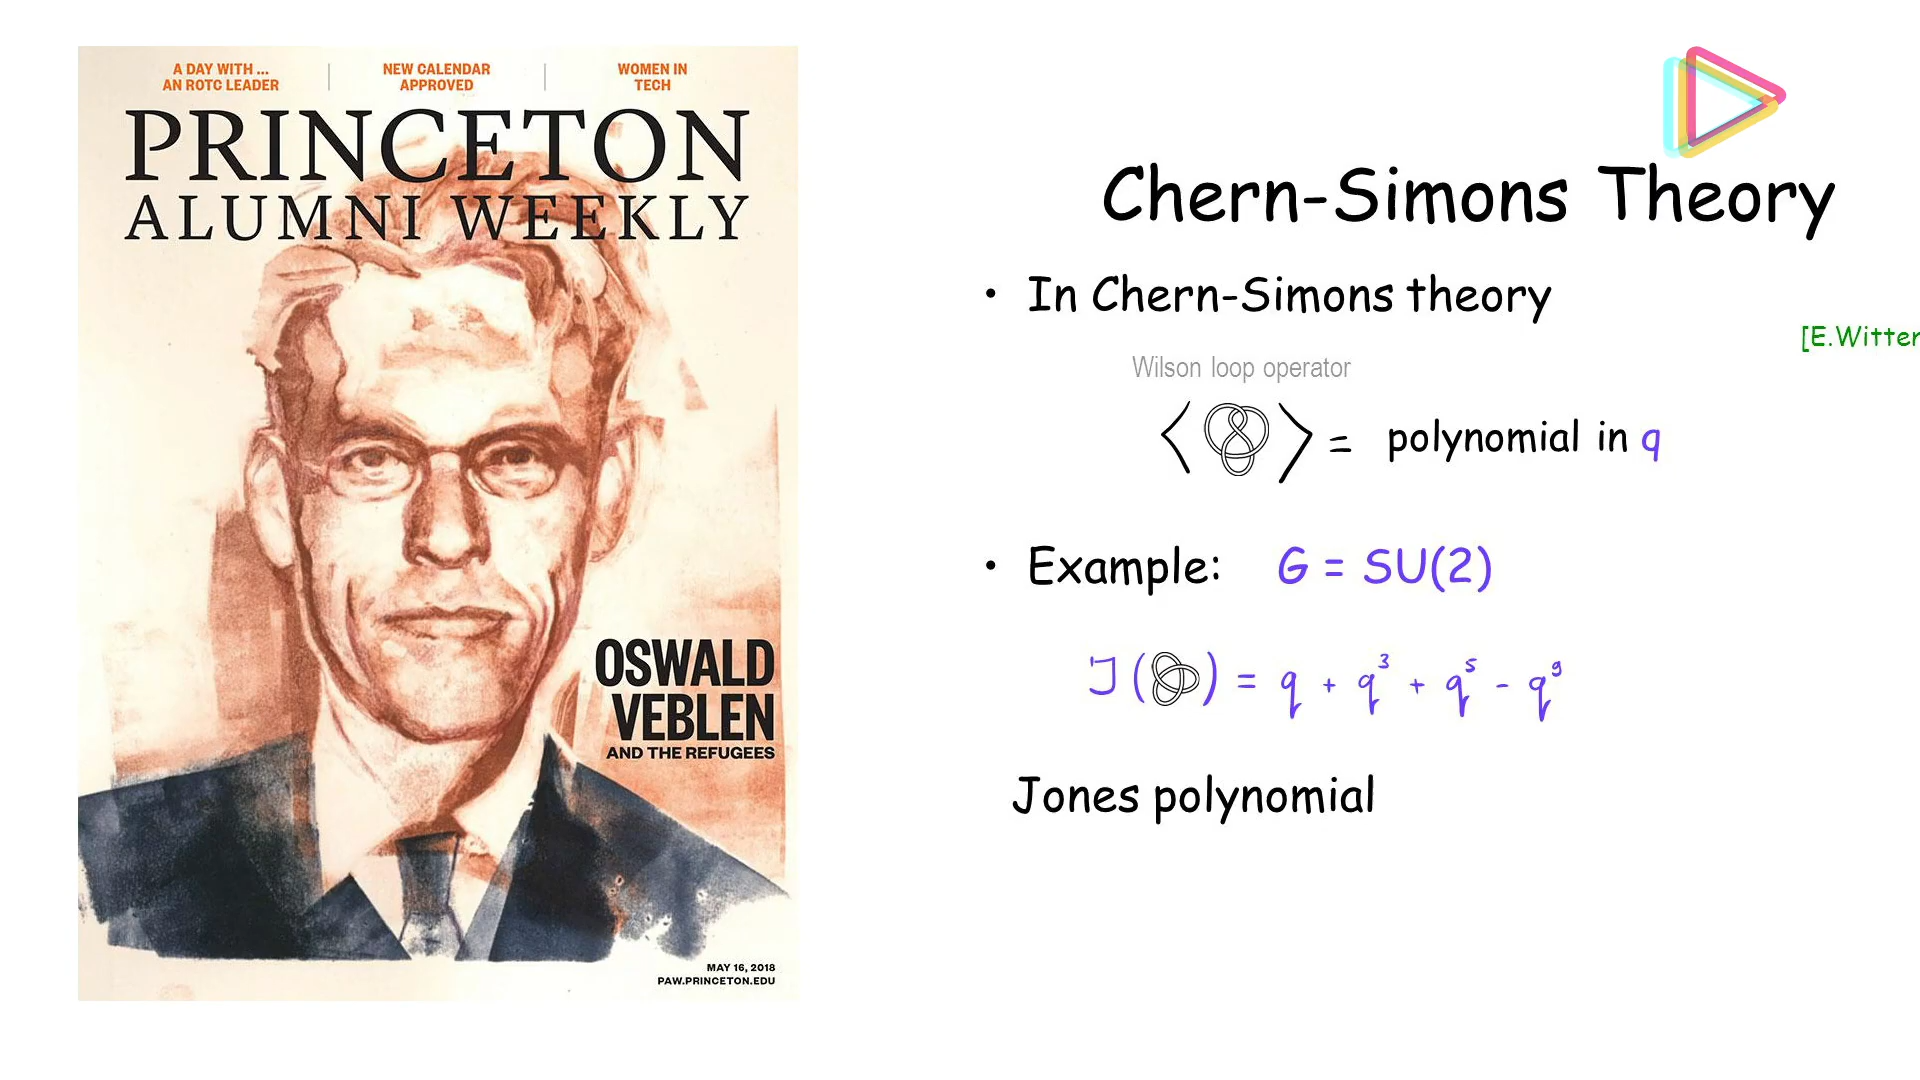 A DAY WITH ...
AN ROTC LEADER
NEW CALENDAR
APPROVED
WOMEN IN
TECH
PRINCETON
ALUMNI WEEKLY
OSWALD
VEBLEN
AND THE REFUGEES
MAY 16, 2018
PAW.PRINCETON.EDU
Chern-Simons Theory
• In Chern-Simons theory
[E.Witten
Wilson loop operator
⟨ ⟩ = polynomial in q
• Example: G = SU(2)
J( ) = q + q³ + q⁵ - q⁹
Jones polynomial